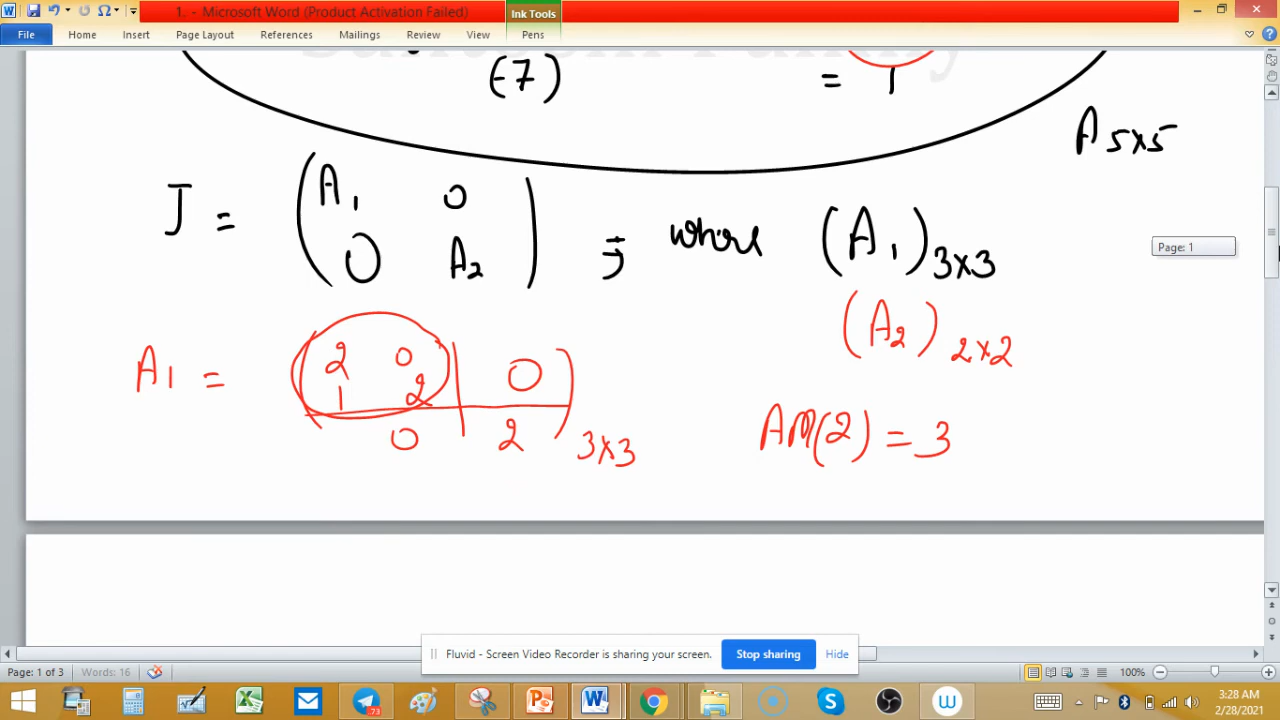 1. - Microsoft Word (Product Activation Failed)
Ink Tools
File Home Insert Page Layout References Mailings Review View Pens
(-7) = 1
A 5x5
J = (A1 0
0 A2) ; where (A1)3x3
Page: 1
(A2)2x2
A1 = (2 0 | 0
1 2
0 | 2)3x3
AM(2) = 3
Fluvid - Screen Video Recorder is sharing your screen. Stop sharing Hide
Page: 1 of 3 Words: 16 100%
73
3:28 AM
2/28/2021